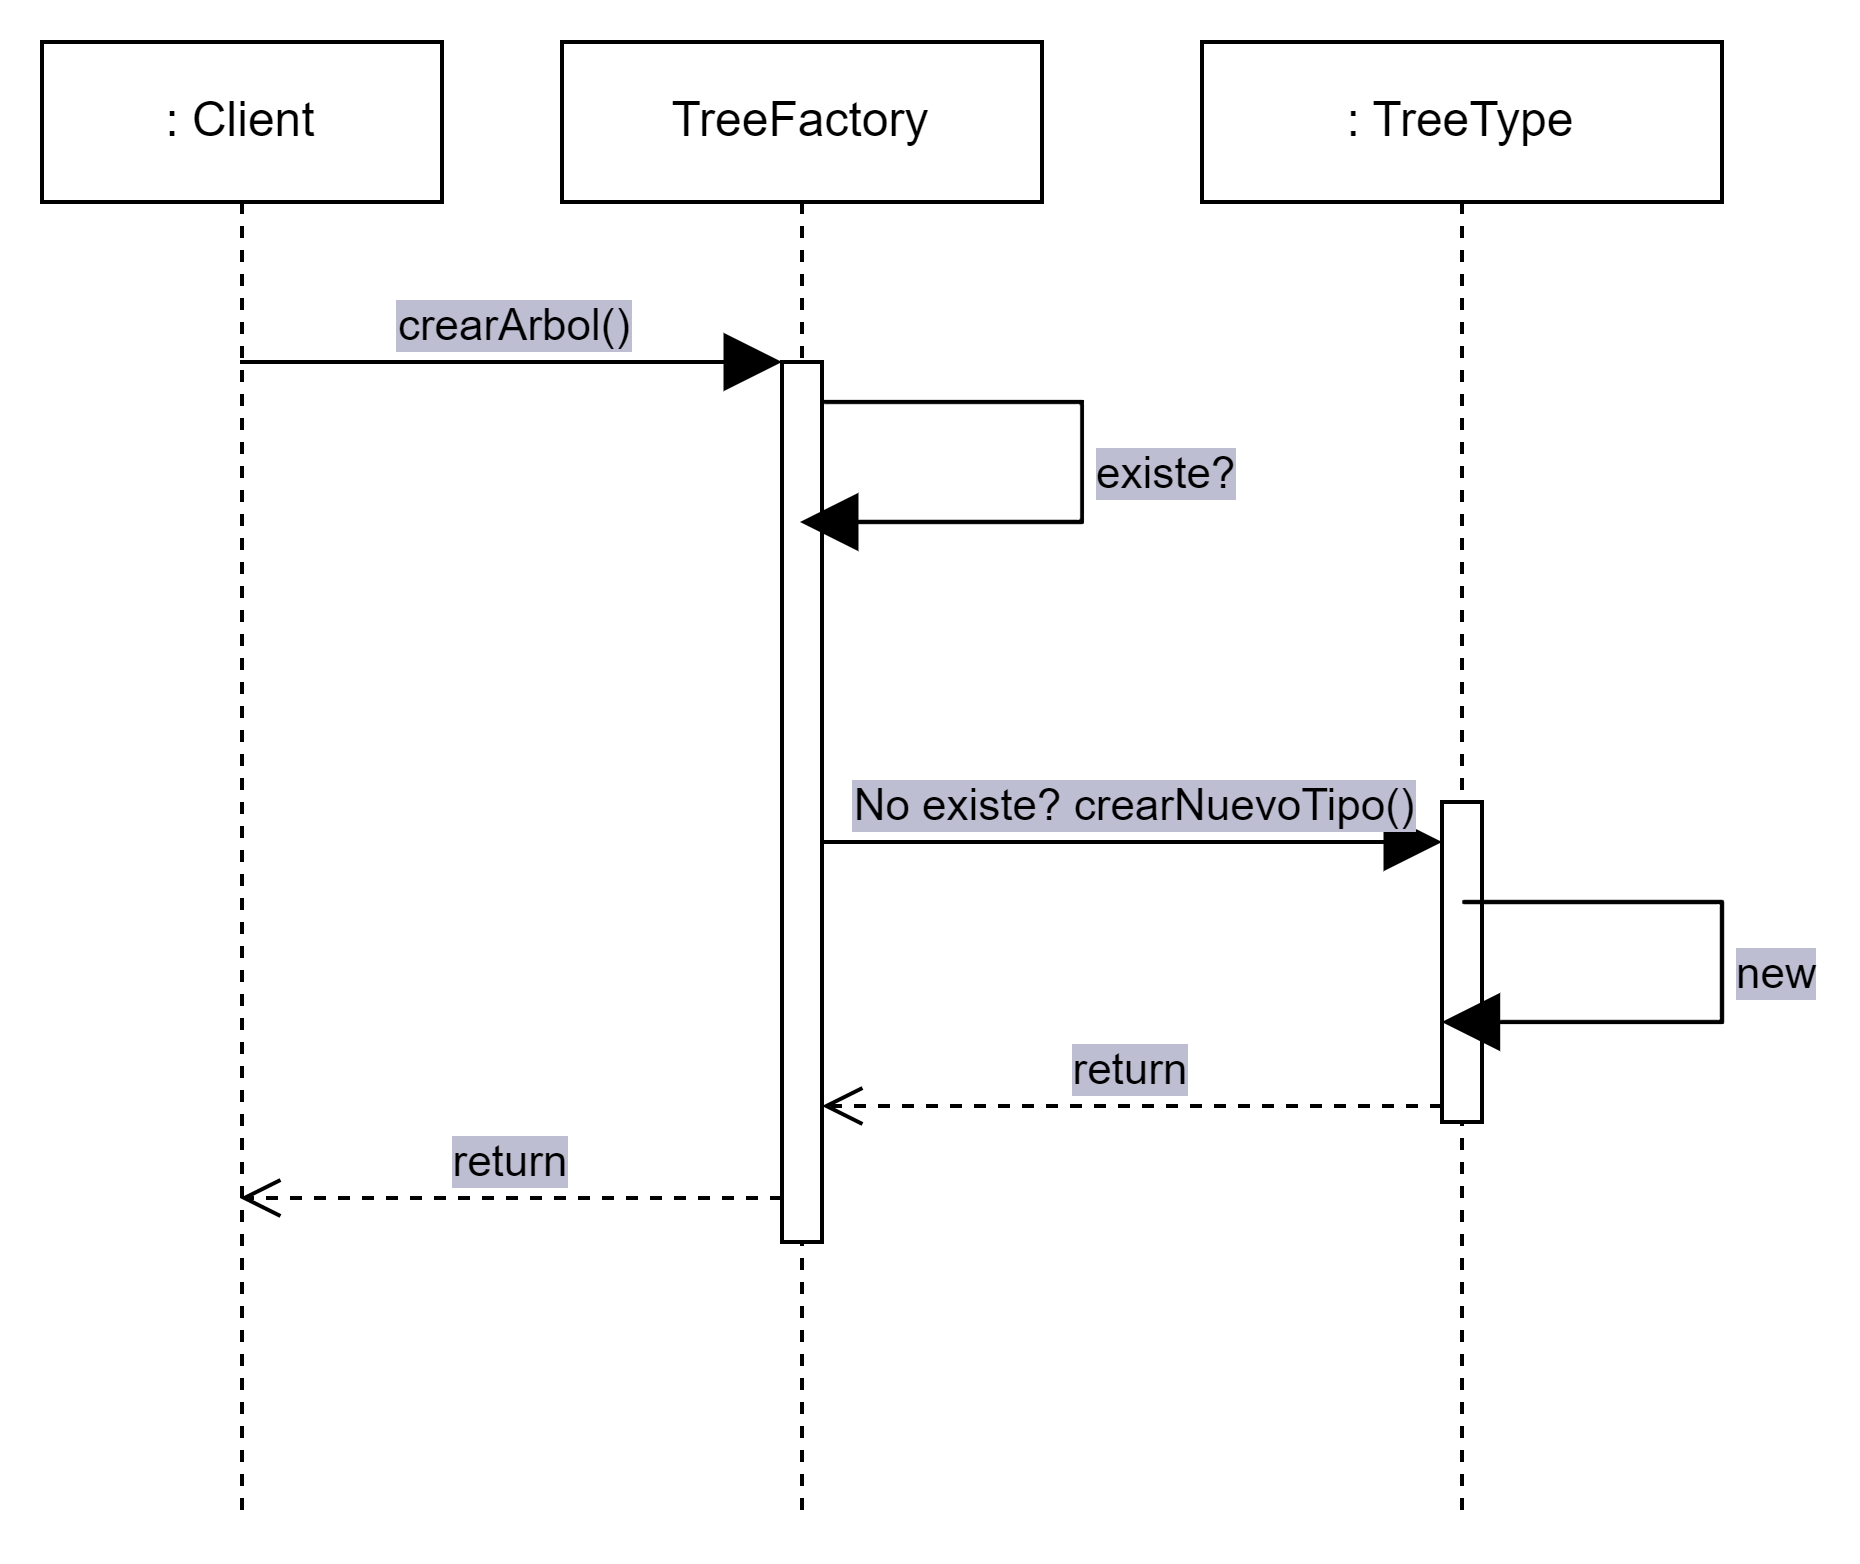 : Client
TreeFactory
: TreeType
crearArbol()
existe?
No existe? crearNuevoTipo()
new
return
return